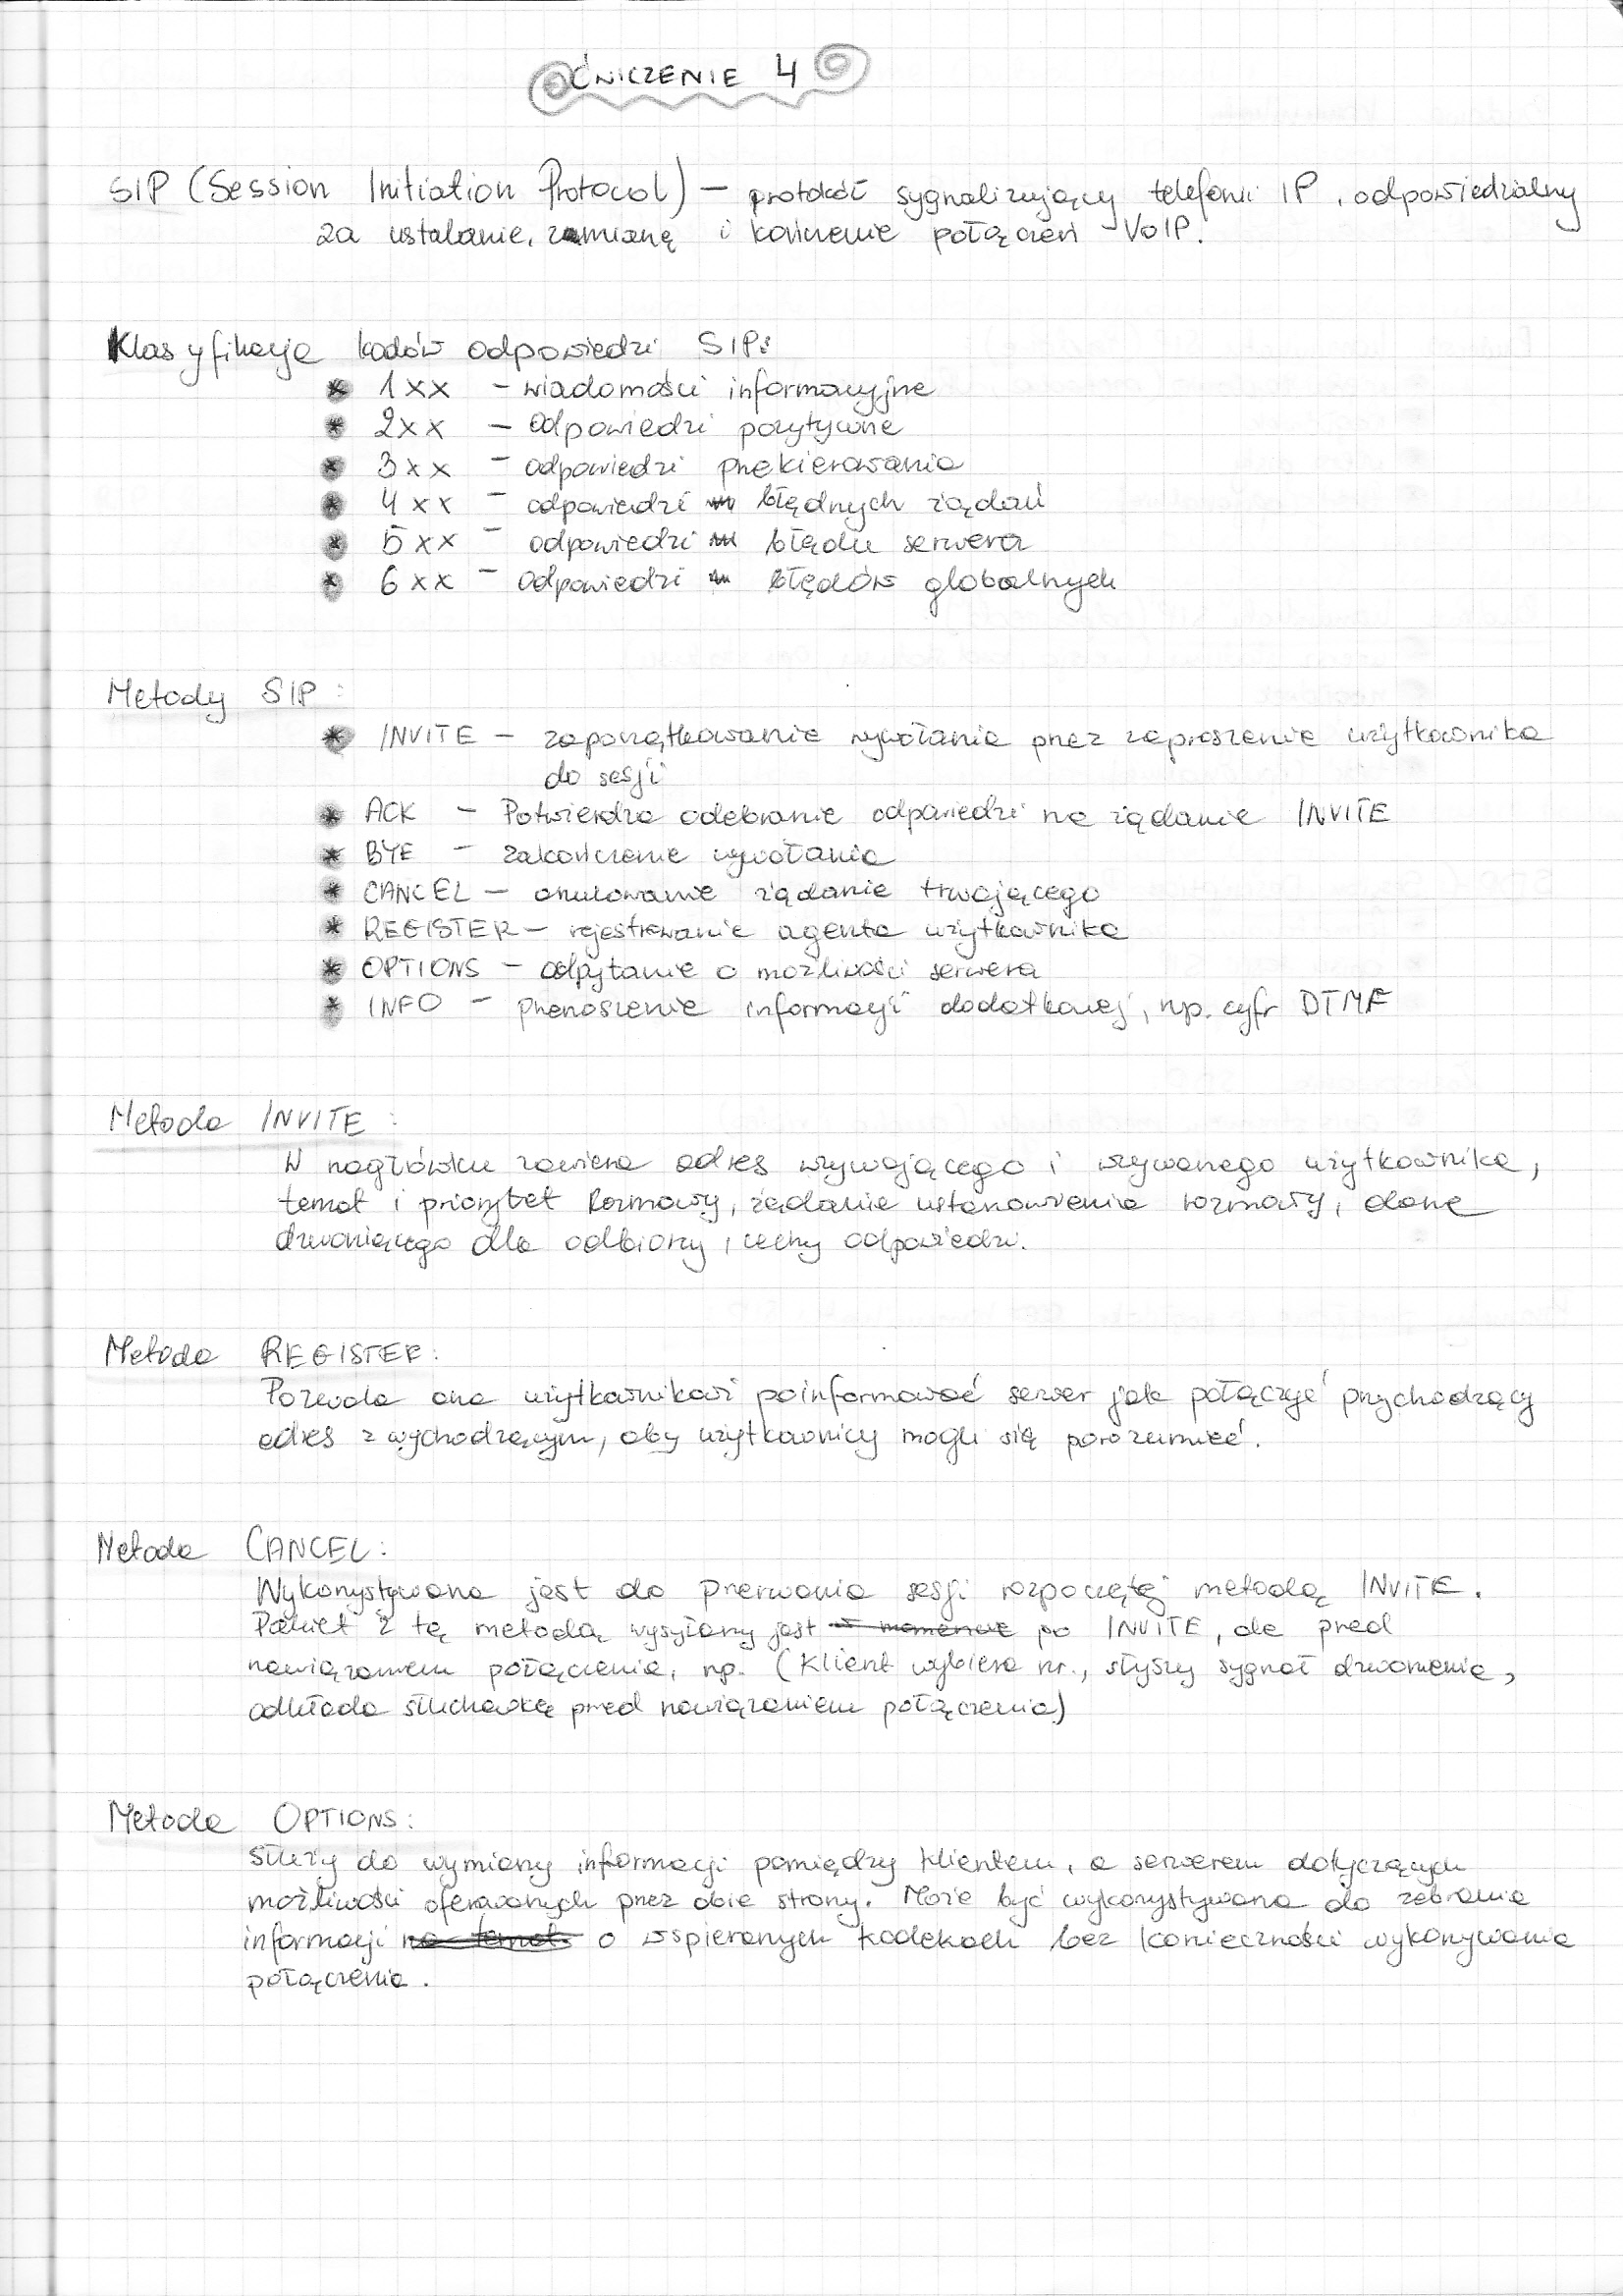 ĆWICZENIE 4
SIP (Session Initiation Protocol) – protokół sygnalizujący telefonii IP, odpowiedzialny
za ustalanie, zamianę i kończenie połączeń VoIP.
Klasyfikacja kodów odpowiedzi SIP:
* 1xx – wiadomości informacyjne
* 2xx – odpowiedzi pozytywne
* 3xx – odpowiedzi przekierowania
* 4xx – odpowiedzi błędnych żądań
* 5xx – odpowiedzi błędu serwera
* 6xx – odpowiedzi błędów globalnych
Metody SIP:
* INVITE – zapoczątkowanie wywołania przez zaproszenie użytkownika
do sesji
* ACK – Potwierdza odebranie odpowiedzi na żądanie INVITE
* BYE – zakończenie wywołania
* CANCEL – anulowanie żądanie trwającego
* REGISTER – rejestrowanie agenta użytkownika
* OPTIONS – odpytanie o możliwości serwera
* INFO – przenoszenie informacji dodatkowej, np. cyfr DTMF
Metoda INVITE:
W nagłówku zawiera adres wzywającego i wzywanego użytkownika,
temat i priorytet rozmowy, żądanie ustanowienia rozmowy, dane
dzwoniącego dla odbiorcy, cechy odpowiedzi.
Metoda REGISTER:
Pozwala ona użytkownikowi poinformować serwer jak połączyć przychodzący
adres z wychodzącym, aby użytkownicy mogli się porozumieć.
Metoda CANCEL:
Wykorzystywana jest do przerwania sesji rozpoczętej metodą INVITE.
Pakiet z tą metodą wysyłany jest w momencie po INVITE, ale przed
nawiązaniem połączenia, np. (klient wybiera nr., słyszy sygnał dzwonienia,
odkłada słuchawkę przed nawiązaniem połączenia)
Metoda OPTIONS:
Służy do wymiany informacji pomiędzy klientem, a serwerem dotyczących
możliwości oferowanych przez obie strony. Może być wykorzystywana do zebrania
informacji na temat o wspieranych kodekach bez konieczności wykonywania
połączenia.